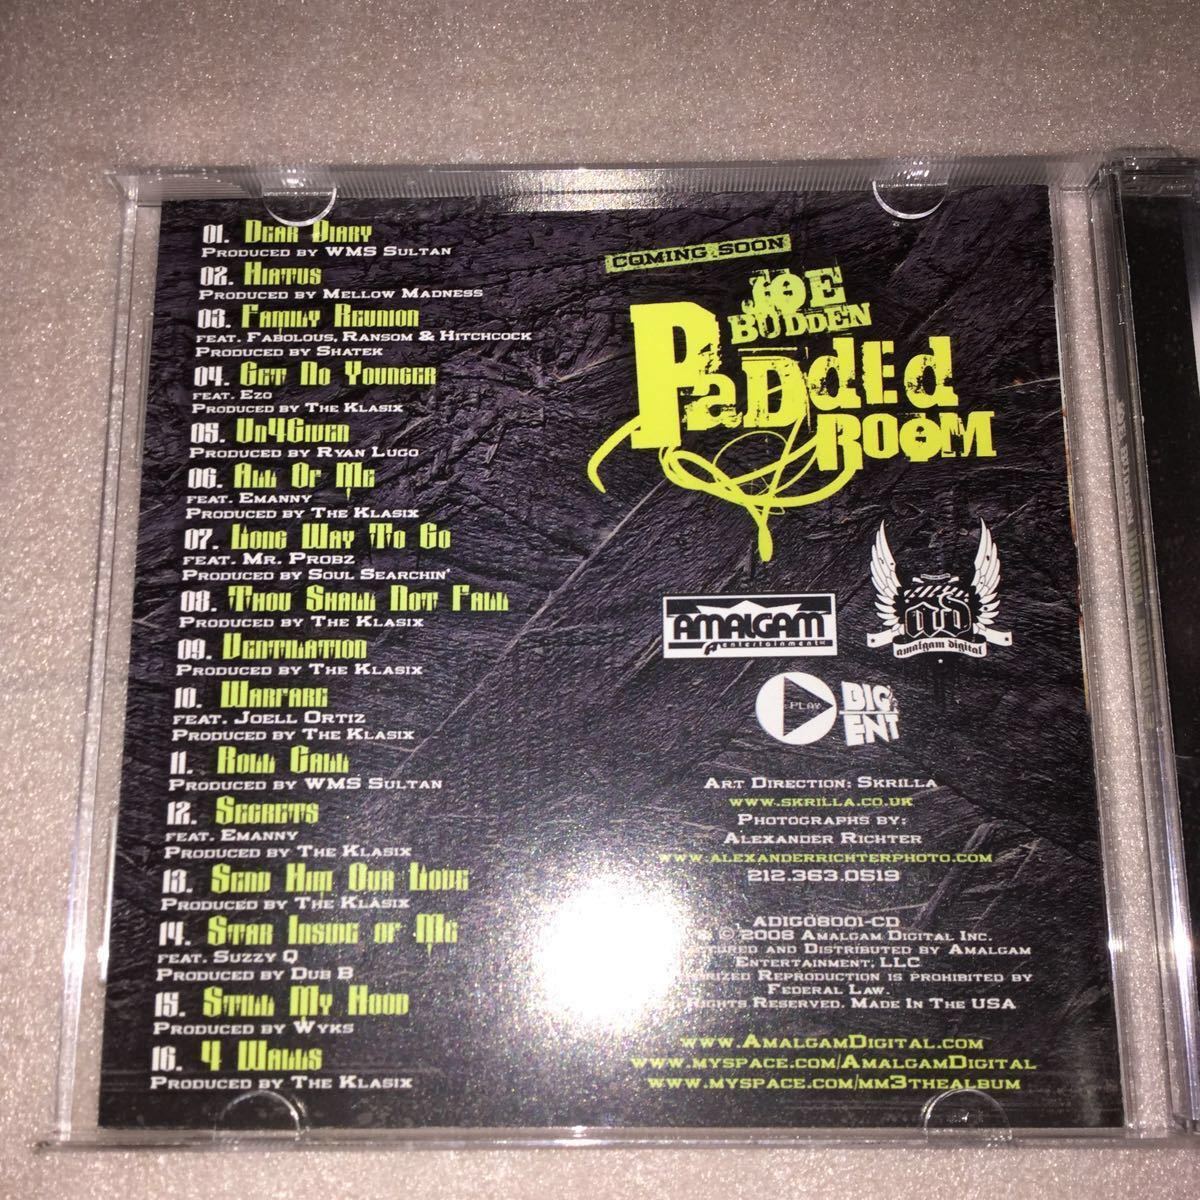 01. Dear Diary
Produced by WMS Sultan
02. Hiatus
Produced by Mellow Madness
03. Family Reunion
feat. Fabolous, Ransom & Hitchcock
Produced by Shatek
04. Get No Younger
feat. Ezo
Produced by The Klasix
05. Un4Given
Produced by Ryan Lugo
06. All Of Me
feat. Emanny
Produced by The Klasix
07. Long Way To Go
feat. Mr. Probz
Produced by Soul Searchin'
08. Thou Shall Not Fall
Produced by The Klasix
09. Ventilation
Produced by The Klasix
10. Warfare
feat. Joell Ortiz
Produced by The Klasix
11. Roll Call
Produced by WMS Sultan
12. Secrets
feat. Emanny
Produced by The Klasix
13. Send Him Our Love
Produced by The Klasix
14. Star Inside of Me
feat. Suzzy Q
Produced by Dub B
15. Still My Hood
Produced by Wyks
16. 4 Walls
Produced by The Klasix
COMING SOON
JOE
BUDDEN
PaDdEd
ROOM
AMALGAM
entertainment
ad
amalgam digital
PLAY
BIG
ENT
Art Direction: Skrilla
www.skrilla.co.uk
Photographs by:
Alexander Richter
www.alexanderrichterphoto.com
212.363.0519
ADIG08001-CD
© 2008 Amalgam Digital Inc.
and Distributed by Amalgam
Entertainment, LLC
Reproduction is prohibited by
Federal Law.
Rights Reserved. Made In The USA
www.AmalgamDigital.com
www.myspace.com/AmalgamDigital
www.myspace.com/mm3thealbum